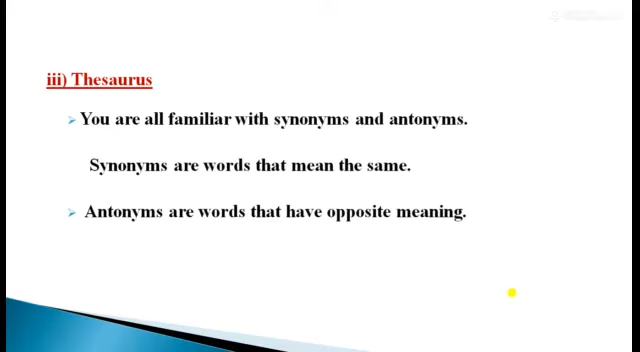 iii) Thesaurus
You are all familiar with synonyms and antonyms.
Synonyms are words that mean the same.
Antonyms are words that have opposite meaning.